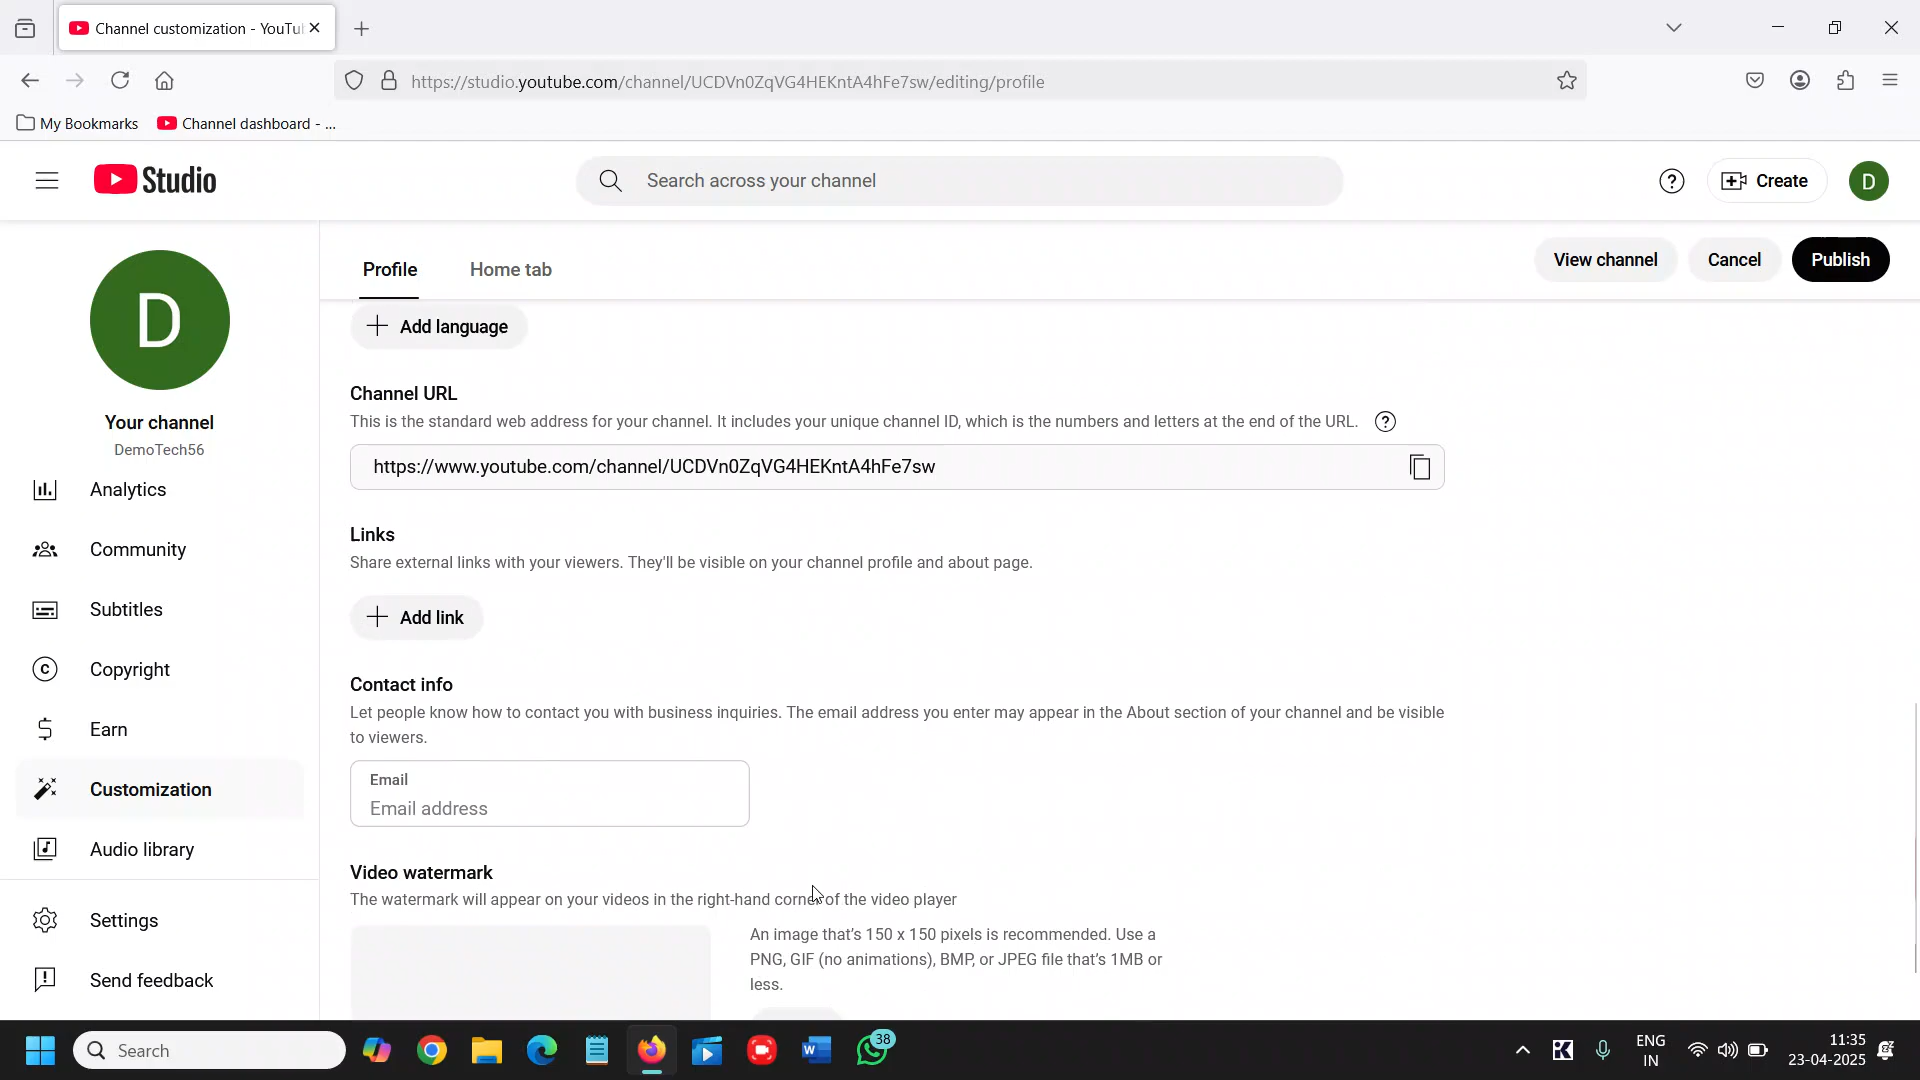 Channel customization - YouTu
https://studio.youtube.com/channel/UCDVn0ZqVG4HEKntA4hFe7sw/editing/profile
My Bookmarks
Channel dashboard - ...
Studio
Search across your channel
?
Create
D
D
Your channel
DemoTech56
Analytics
Community
Subtitles
Copyright
Earn
Customization
Audio library
Settings
Send feedback
Profile
Home tab
View channel
Cancel
Publish
Add language
Channel URL
This is the standard web address for your channel. It includes your unique channel ID, which is the numbers and letters at the end of the URL.
https://www.youtube.com/channel/UCDVn0ZqVG4HEKntA4hFe7sw
Links
Share external links with your viewers. They'll be visible on your channel profile and about page.
Add link
Contact info
Let people know how to contact you with business inquiries. The email address you enter may appear in the About section of your channel and be visible
to viewers.
Email
Email address
Video watermark
The watermark will appear on your videos in the right-hand corner of the video player
An image that's 150 x 150 pixels is recommended. Use a
PNG, GIF (no animations), BMP, or JPEG file that's 1MB or
less.
Search
38
ENG
IN
11:35
23-04-2025